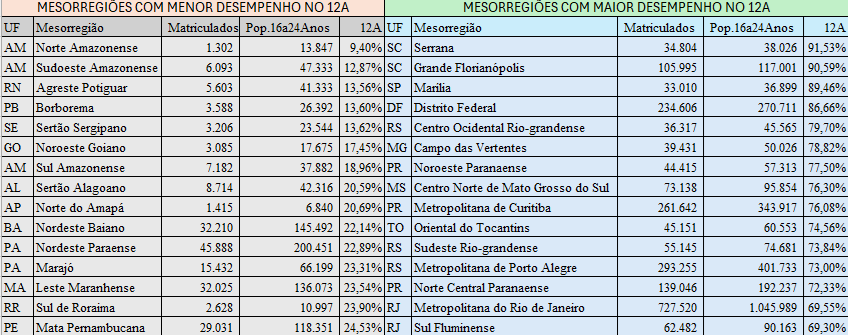 MESORREGIÕES COM MENOR DESEMPENHO NO 12A MESORREGIÕES COM MAIOR DESEMPENHO NO 12A
UF Mesorregião Matriculados Pop.16a24Anos 12A UF Mesorregião Matriculados Pop.16a24Anos 12A
AM Norte Amazonense 1.302 13.847 9,40% SC Serrana 34.804 38.026 91,53%
AM Sudoeste Amazonense 6.093 47.333 12,87% SC Grande Florianópolis 105.995 117.001 90,59%
RN Agreste Potiguar 5.603 41.333 13,56% SP Marília 33.010 36.899 89,46%
PB Borborema 3.588 26.392 13,60% DF Distrito Federal 234.606 270.711 86,66%
SE Sertão Sergipano 3.206 23.544 13,62% RS Centro Ocidental Rio-grandense 36.317 45.565 79,70%
GO Noroeste Goiano 3.085 17.675 17,45% MG Campo das Vertentes 39.431 50.026 78,82%
AM Sul Amazonense 7.182 37.882 18,96% PR Noroeste Paranaense 44.415 57.313 77,50%
AL Sertão Alagoano 8.714 42.316 20,59% MS Centro Norte de Mato Grosso do Sul 73.138 95.854 76,30%
AP Norte do Amapá 1.415 6.840 20,69% PR Metropolitana de Curitiba 261.642 343.917 76,08%
BA Nordeste Baiano 32.210 145.492 22,14% TO Oriental do Tocantins 45.151 60.553 74,56%
PA Nordeste Paraense 45.888 200.451 22,89% RS Sudeste Rio-grandense 55.145 74.681 73,84%
PA Marajó 15.432 66.199 23,31% RS Metropolitana de Porto Alegre 293.255 401.733 73,00%
MA Leste Maranhense 32.025 136.073 23,54% PR Norte Central Paranaense 139.046 192.237 72,33%
RR Sul de Roraima 2.628 10.997 23,90% RJ Metropolitana do Rio de Janeiro 727.520 1.045.989 69,55%
PE Mata Pernambucana 29.031 118.351 24,53% RJ Sul Fluminense 62.482 90.163 69,30%